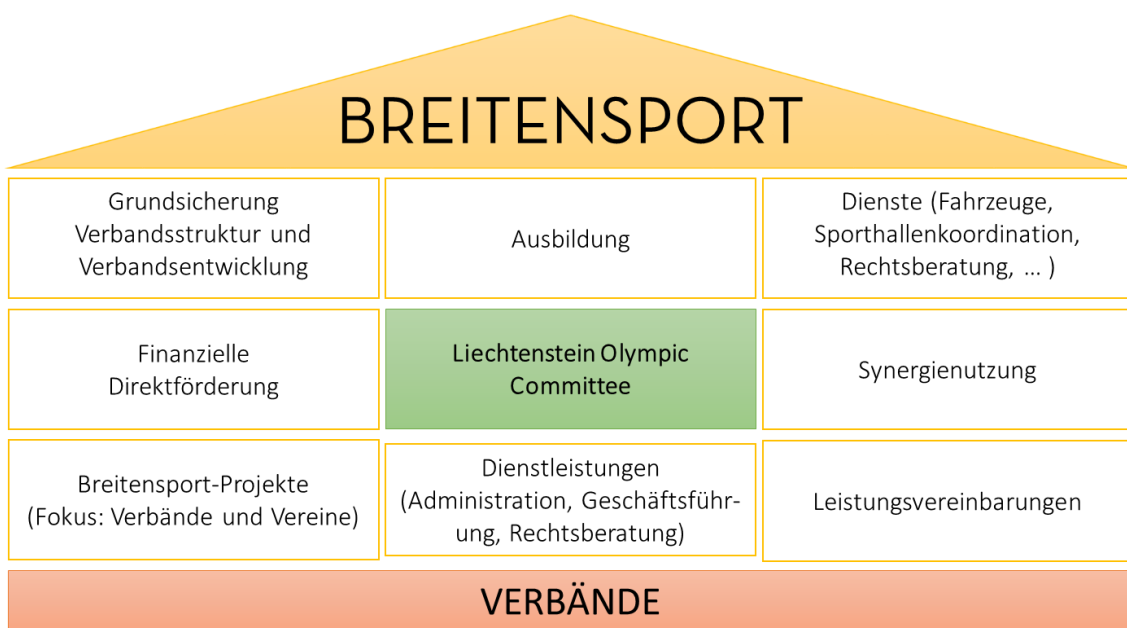 BREITENSPORT
Grundsicherung
Verbandsstruktur und
Verbandsentwicklung
Ausbildung
Dienste (Fahrzeuge,
Sporthallenkoordination,
Rechtsberatung, ... )
Finanzielle
Direktförderung
Liechtenstein Olympic
Committee
Synergienutzung
Breitensport-Projekte
(Fokus: Verbände und Vereine)
Dienstleistungen
(Administration, Geschäftsführ-
ung, Rechtsberatung)
Leistungsvereinbarungen
VERBÄNDE